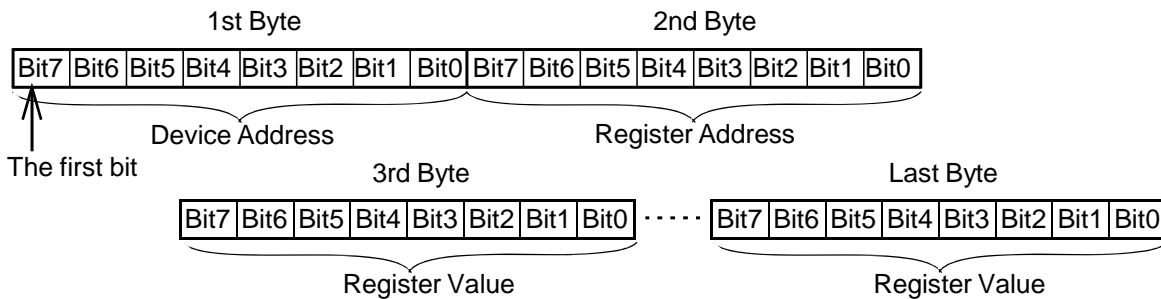 1st Byte 2nd Byte
Bit7 Bit6 Bit5 Bit4 Bit3 Bit2 Bit1 Bit0 Bit7 Bit6 Bit5 Bit4 Bit3 Bit2 Bit1 Bit0
Device Address Register Address
The first bit
3rd Byte Last Byte
Bit7 Bit6 Bit5 Bit4 Bit3 Bit2 Bit1 Bit0 ····· Bit7 Bit6 Bit5 Bit4 Bit3 Bit2 Bit1 Bit0
Register Value Register Value